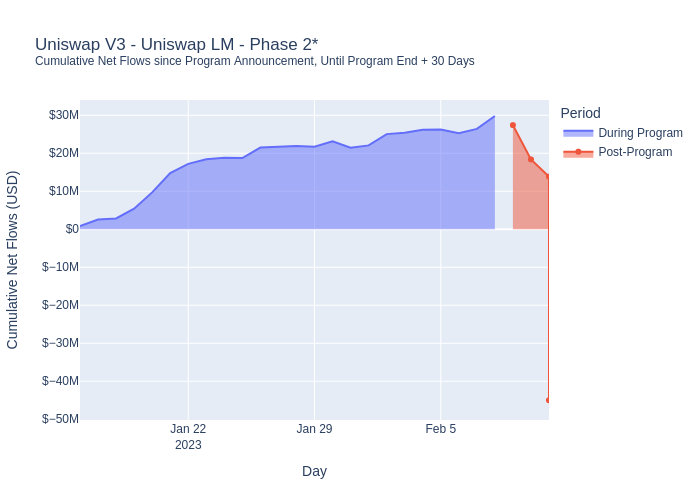 Uniswap V3 - Uniswap LM - Phase 2*
Cumulative Net Flows since Program Announcement, Until Program End + 30 Days
Period
During Program
Post-Program
Cumulative Net Flows (USD)
$30M
$20M
$10M
$0
$−10M
$−20M
$−30M
$−40M
$−50M
Jan 22
2023
Jan 29
Feb 5
Day